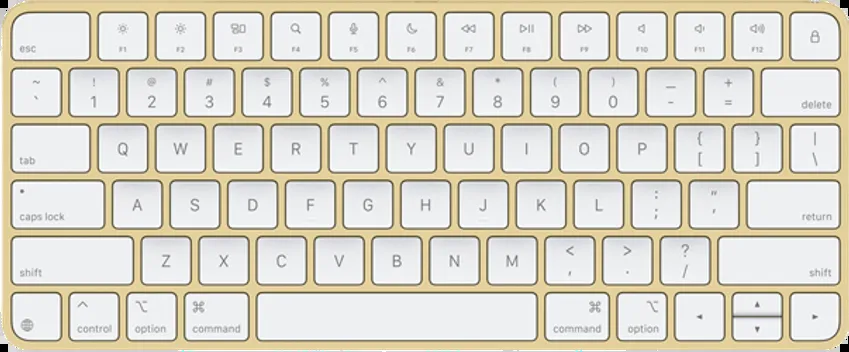 esc F1 F2 F3 F4 F5 F6 F7 F8 F9 F10 F11 F12
~ ! @ # $ % ^ & * ( ) — +
` 1 2 3 4 5 6 7 8 9 0 - = delete
tab Q W E R T Y U I O P { [ } ] | \
caps lock A S D F G H J K L : ; " ' return
shift Z X C V B N M < , > . ? / shift
control option ⌘ command ⌘ command option